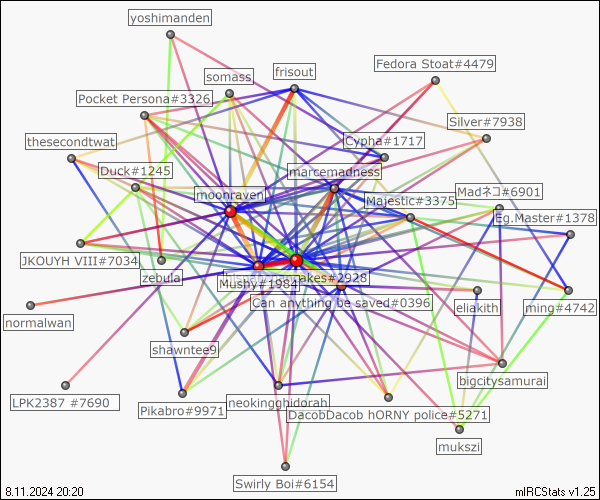 yoshimanden
Fedora Stoat#4479
frisout
somass
Pocket Persona#3326
Silver#7938
Cypha#1717
thesecondtwat
Duck#1245
marcemadness
moonraven
Majestic#3375
Madネコ#6901
Eg.Master#1378
JKOUYH VIII#7034
zebula
akes#2928
Mushy#1984
Can anything be saved#0396
eliakith
ming#4742
normalwan
shawntee9
bigcitysamurai
LPK2387 #7690
Pikabro#9971
neokingghidorah
DacobDacob hORNY police#5271
mukszi
Swirly Boi#6154
8.11.2024 20:20
mIRCStats v1.25